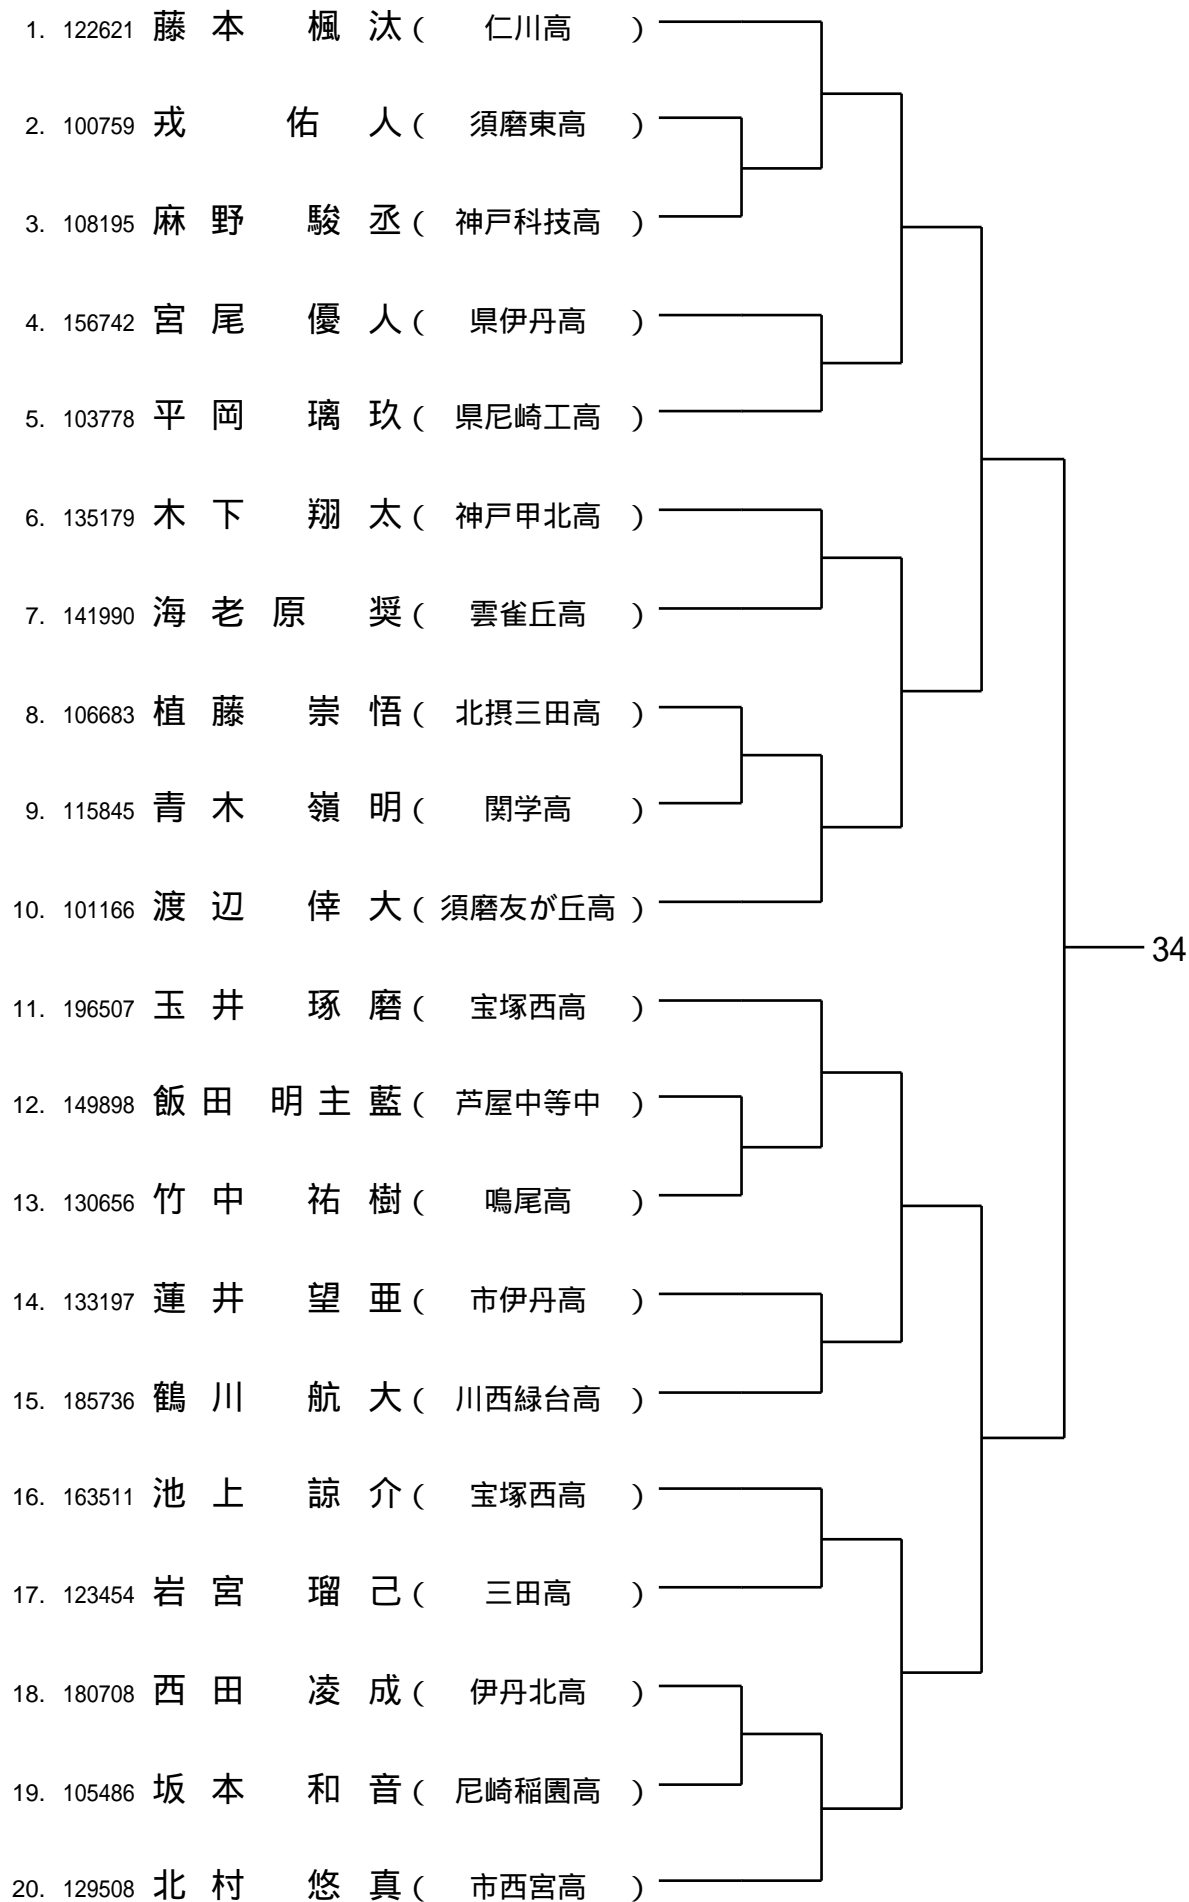 1. 122621 藤本 楓汰 ( 仁川高 )
2. 100759 戎 佑人 ( 須磨東高 )
3. 108195 麻野 駿丞 ( 神戸科技高 )
4. 156742 宮尾 優人 ( 県伊丹高 )
5. 103778 平岡 璃玖 ( 県尼崎工高 )
6. 135179 木下 翔太 ( 神戸甲北高 )
7. 141990 海老原 奨 ( 雲雀丘高 )
8. 106683 植藤 崇悟 ( 北摂三田高 )
9. 115845 青木 嶺明 ( 関学高 )
10. 101166 渡辺 倖大 ( 須磨友が丘高 )
34
11. 196507 玉井 琢磨 ( 宝塚西高 )
12. 149898 飯田 明主藍 ( 芦屋中等中 )
13. 130656 竹中 祐樹 ( 鳴尾高 )
14. 133197 蓮井 望亜 ( 市伊丹高 )
15. 185736 鶴川 航大 ( 川西緑台高 )
16. 163511 池上 諒介 ( 宝塚西高 )
17. 123454 岩宮 瑠己 ( 三田高 )
18. 180708 西田 凌成 ( 伊丹北高 )
19. 105486 坂本 和音 ( 尼崎稲園高 )
20. 129508 北村 悠真 ( 市西宮高 )